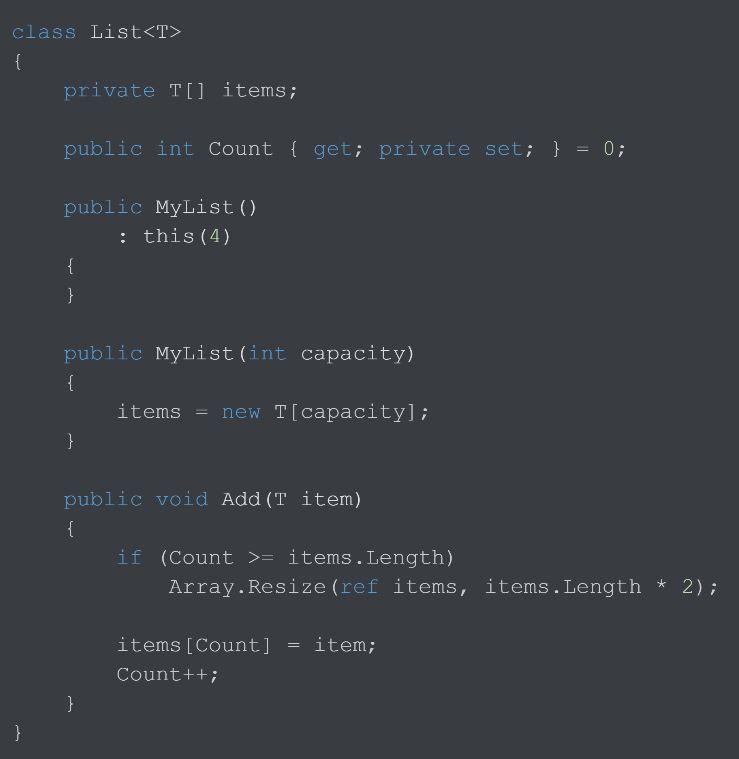 class List<T>
{
    private T[] items;

    public int Count { get; private set; } = 0;

    public MyList()
        : this(4)
    {
    }

    public MyList(int capacity)
    {
        items = new T[capacity];
    }

    public void Add(T item)
    {
        if (Count >= items.Length)
            Array.Resize(ref items, items.Length * 2);

        items[Count] = item;
        Count++;
    }
}